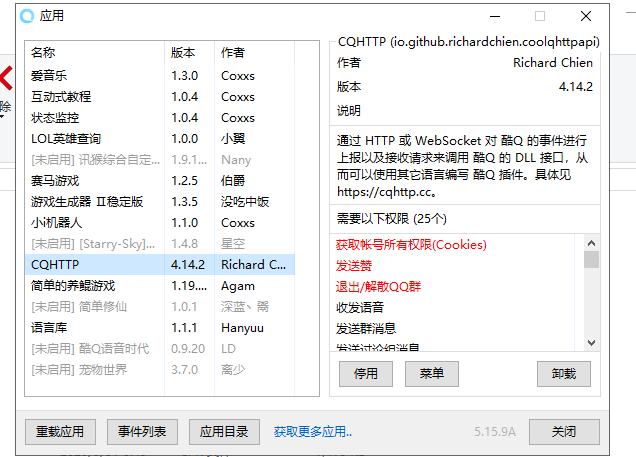 应用
名称 版本 作者
爱音乐 1.3.0 Coxxs
互动式教程 1.0.4 Coxxs
状态监控 1.0.4 Coxxs
LOL英雄查询 1.0.0 小翼
[未启用] 讯猴综合自定... 1.9.1... Nany
赛马游戏 1.2.5 伯爵
游戏生成器 Ⅱ稳定版 1.3.5 没吃中饭
小i机器人 1.1.0 Coxxs
[未启用] [Starry-Sky]... 1.4.8 星空
CQHTTP 4.14.2 Richard C...
简单的养鲲游戏 1.19.... Agam
[未启用] 简单修仙 1.0.1 深蓝丶
语言库 1.1.1 Hanyuu
[未启用] 酷Q语音时代 0.9.20 LD
[未启用] 宠物世界 3.7.0 离少
CQHTTP (io.github.richardchien.coolqhttpapi)
作者 Richard Chien
版本 4.14.2
说明
通过 HTTP 或 WebSocket 对 酷Q 的事件进行
上报以及接收请求来调用 酷Q 的 DLL 接口，从
而可以使用其它语言编写 酷Q 插件。具体见
https://cqhttp.cc。
需要以下权限 (25个)
获取帐号所有权限(Cookies)
发送赞
退出/解散QQ群
收发语音
发送群消息
发送讨论组消息
停用 菜单 卸载
重载应用 事件列表 应用目录 获取更多应用.. 5.15.9A 关闭
除